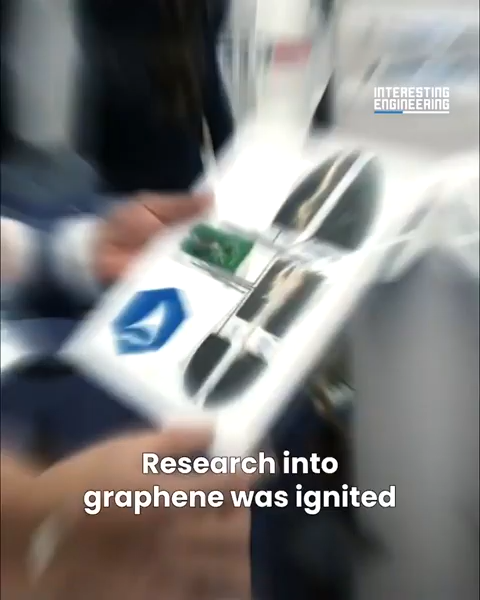 INTERESTING
ENGINEERING
Research into
graphene was ignited